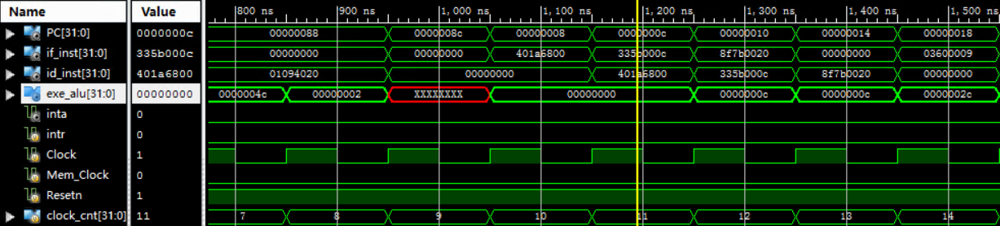 Name Value 800 ns 900 ns 1,000 ns 1,100 ns 1,200 ns 1,300 ns 1,400 ns 1,500 ns
PC[31:0] 0000000c 00000088 0000008c 00000008 0000000c 00000010 00000014 00000018
if_inst[31:0] 335b000c 00000000 00000000 401a6800 335b000c 8f7b0020 00000000 03600009
id_inst[31:0] 401a6800 01094020 00000000 401a6800 335b000c 8f7b0020 00000000
exe_alu[31:0] 00000000 0000004c 00000002 XXXXXXXX 00000000 0000000c 0000000c 0000002c
inta 0
intr 0
Clock 1
Mem_Clock 0
Resetn 1
clock_cnt[31:0] 11 7 8 9 10 11 12 13 14